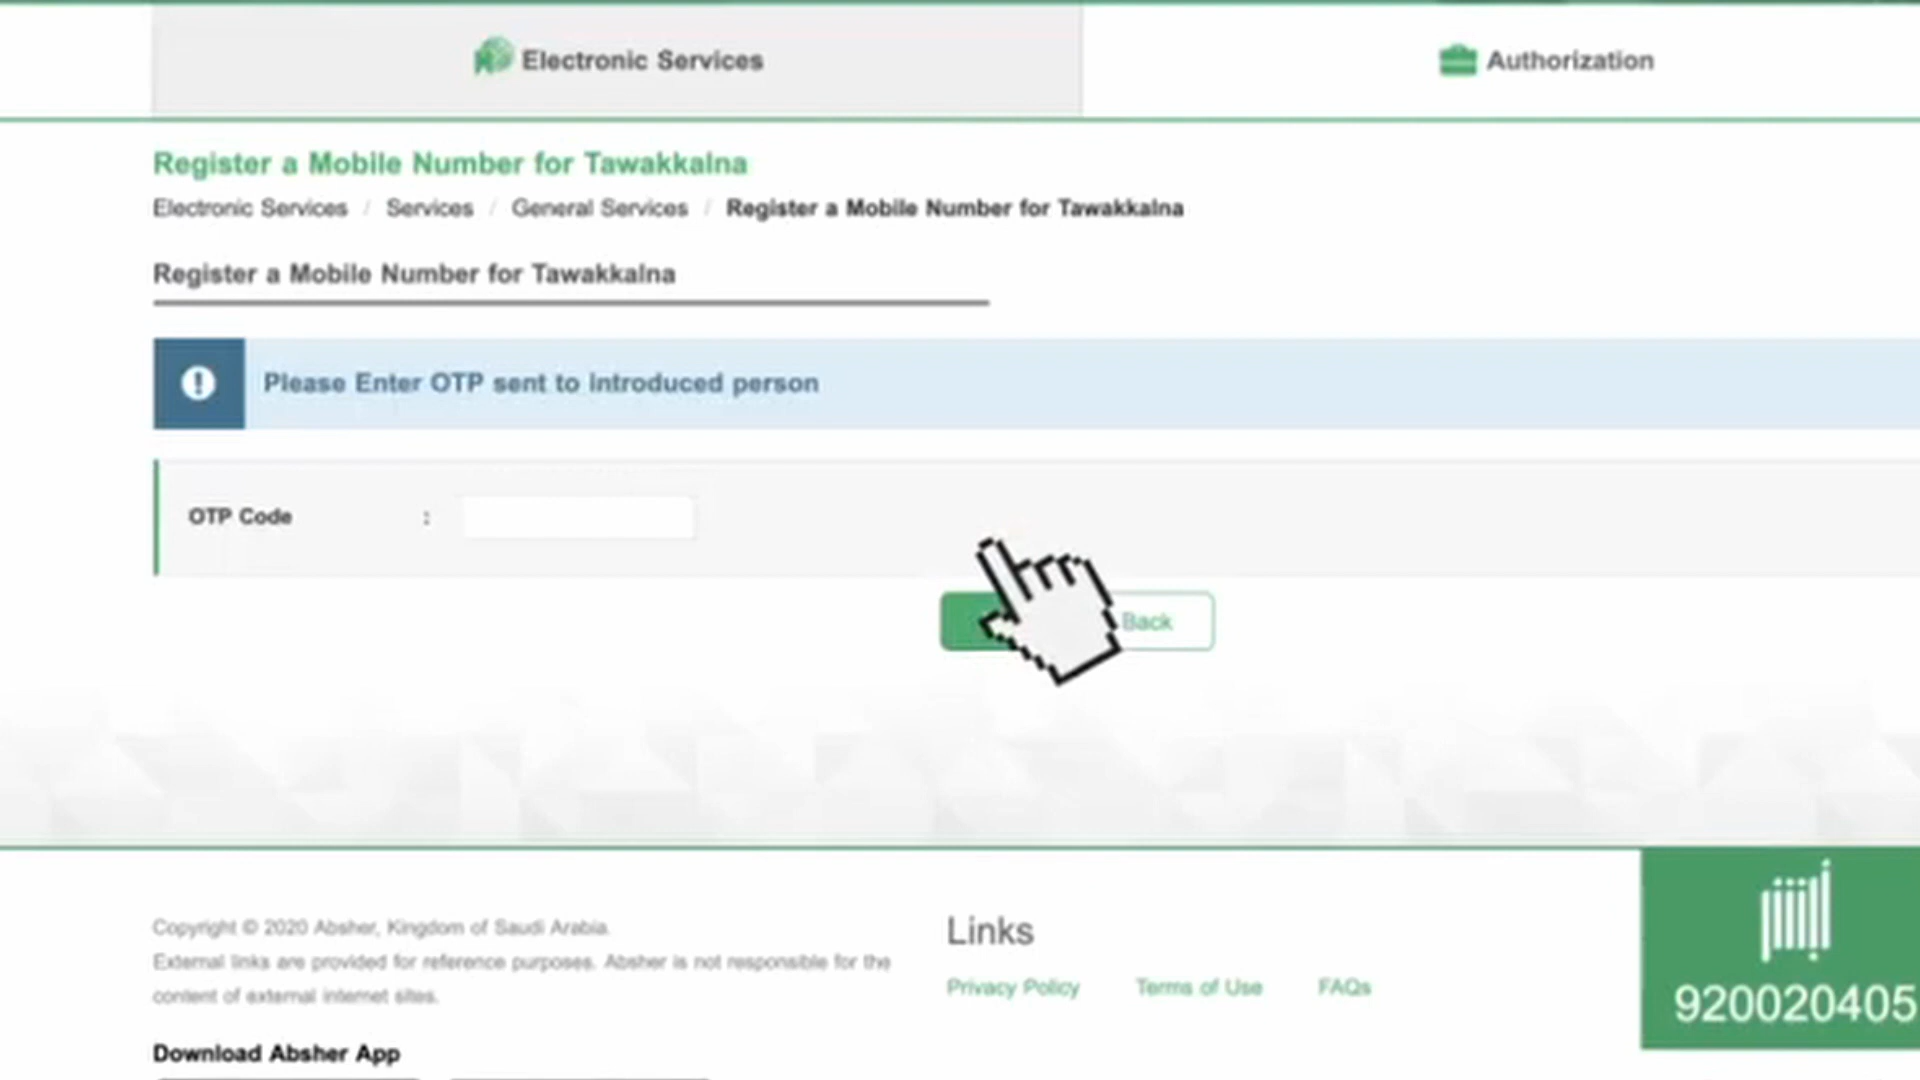 Electronic Services
Authorization
Register a Mobile Number for Tawakkalna
Electronic Services / Services / General Services / Register a Mobile Number for Tawakkalna
Register a Mobile Number for Tawakkalna
Please Enter OTP sent to introduced person
OTP Code :
Back
Copyright © 2020 Absher, Kingdom of Saudi Arabia.
External links are provided for reference purposes. Absher is not responsible for the
content of external internet sites.
Links
Privacy Policy
Terms of Use
FAQs
أبشر
920020405
Download Absher App